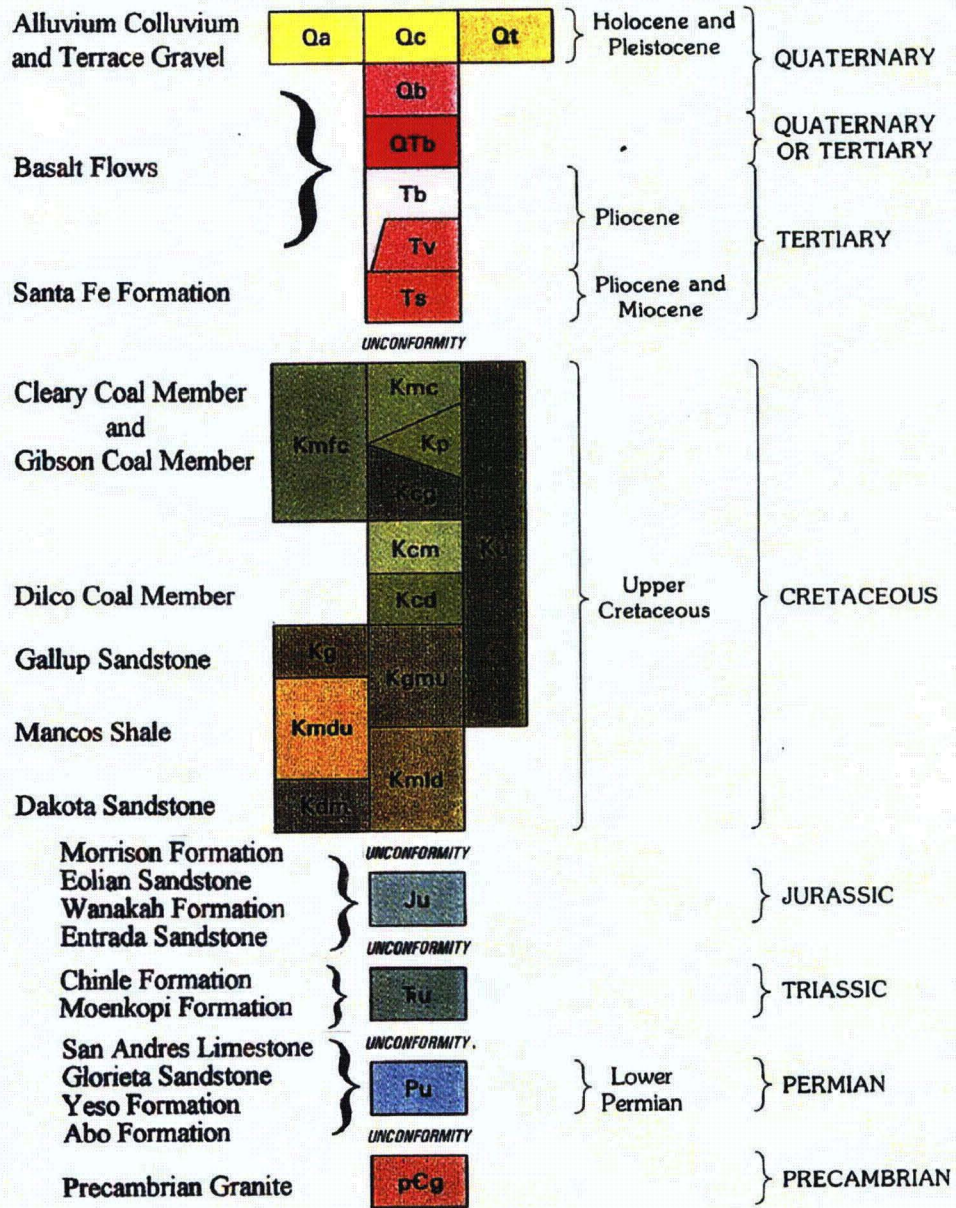 Alluvium Colluvium
and Terrace Gravel
Qa Qc Qt
Holocene and
Pleistocene
QUATERNARY
Qb
QTb
QUATERNARY
OR TERTIARY
Basalt Flows
Tb
Pliocene
Tv
TERTIARY
Santa Fe Formation
Ts
Pliocene and
Miocene
UNCONFORMITY
Cleary Coal Member
and
Gibson Coal Member
Kmc
Kmfc
Kp
Kcg
Kcm
Ku
Dilco Coal Member
Kcd
Upper
Cretaceous
CRETACEOUS
Gallup Sandstone
Kg
Kgmu
Mancos Shale
Kmdu
Kmld
Dakota Sandstone
Kdm
UNCONFORMITY
Morrison Formation
Eolian Sandstone
Wanakah Formation
Entrada Sandstone
Ju
JURASSIC
UNCONFORMITY
Chinle Formation
Moenkopi Formation
Ꞧu
TRIASSIC
UNCONFORMITY.
San Andres Limestone
Glorieta Sandstone
Yeso Formation
Abo Formation
Pu
Lower
Permian
PERMIAN
UNCONFORMITY
Precambrian Granite
pЄg
PRECAMBRIAN